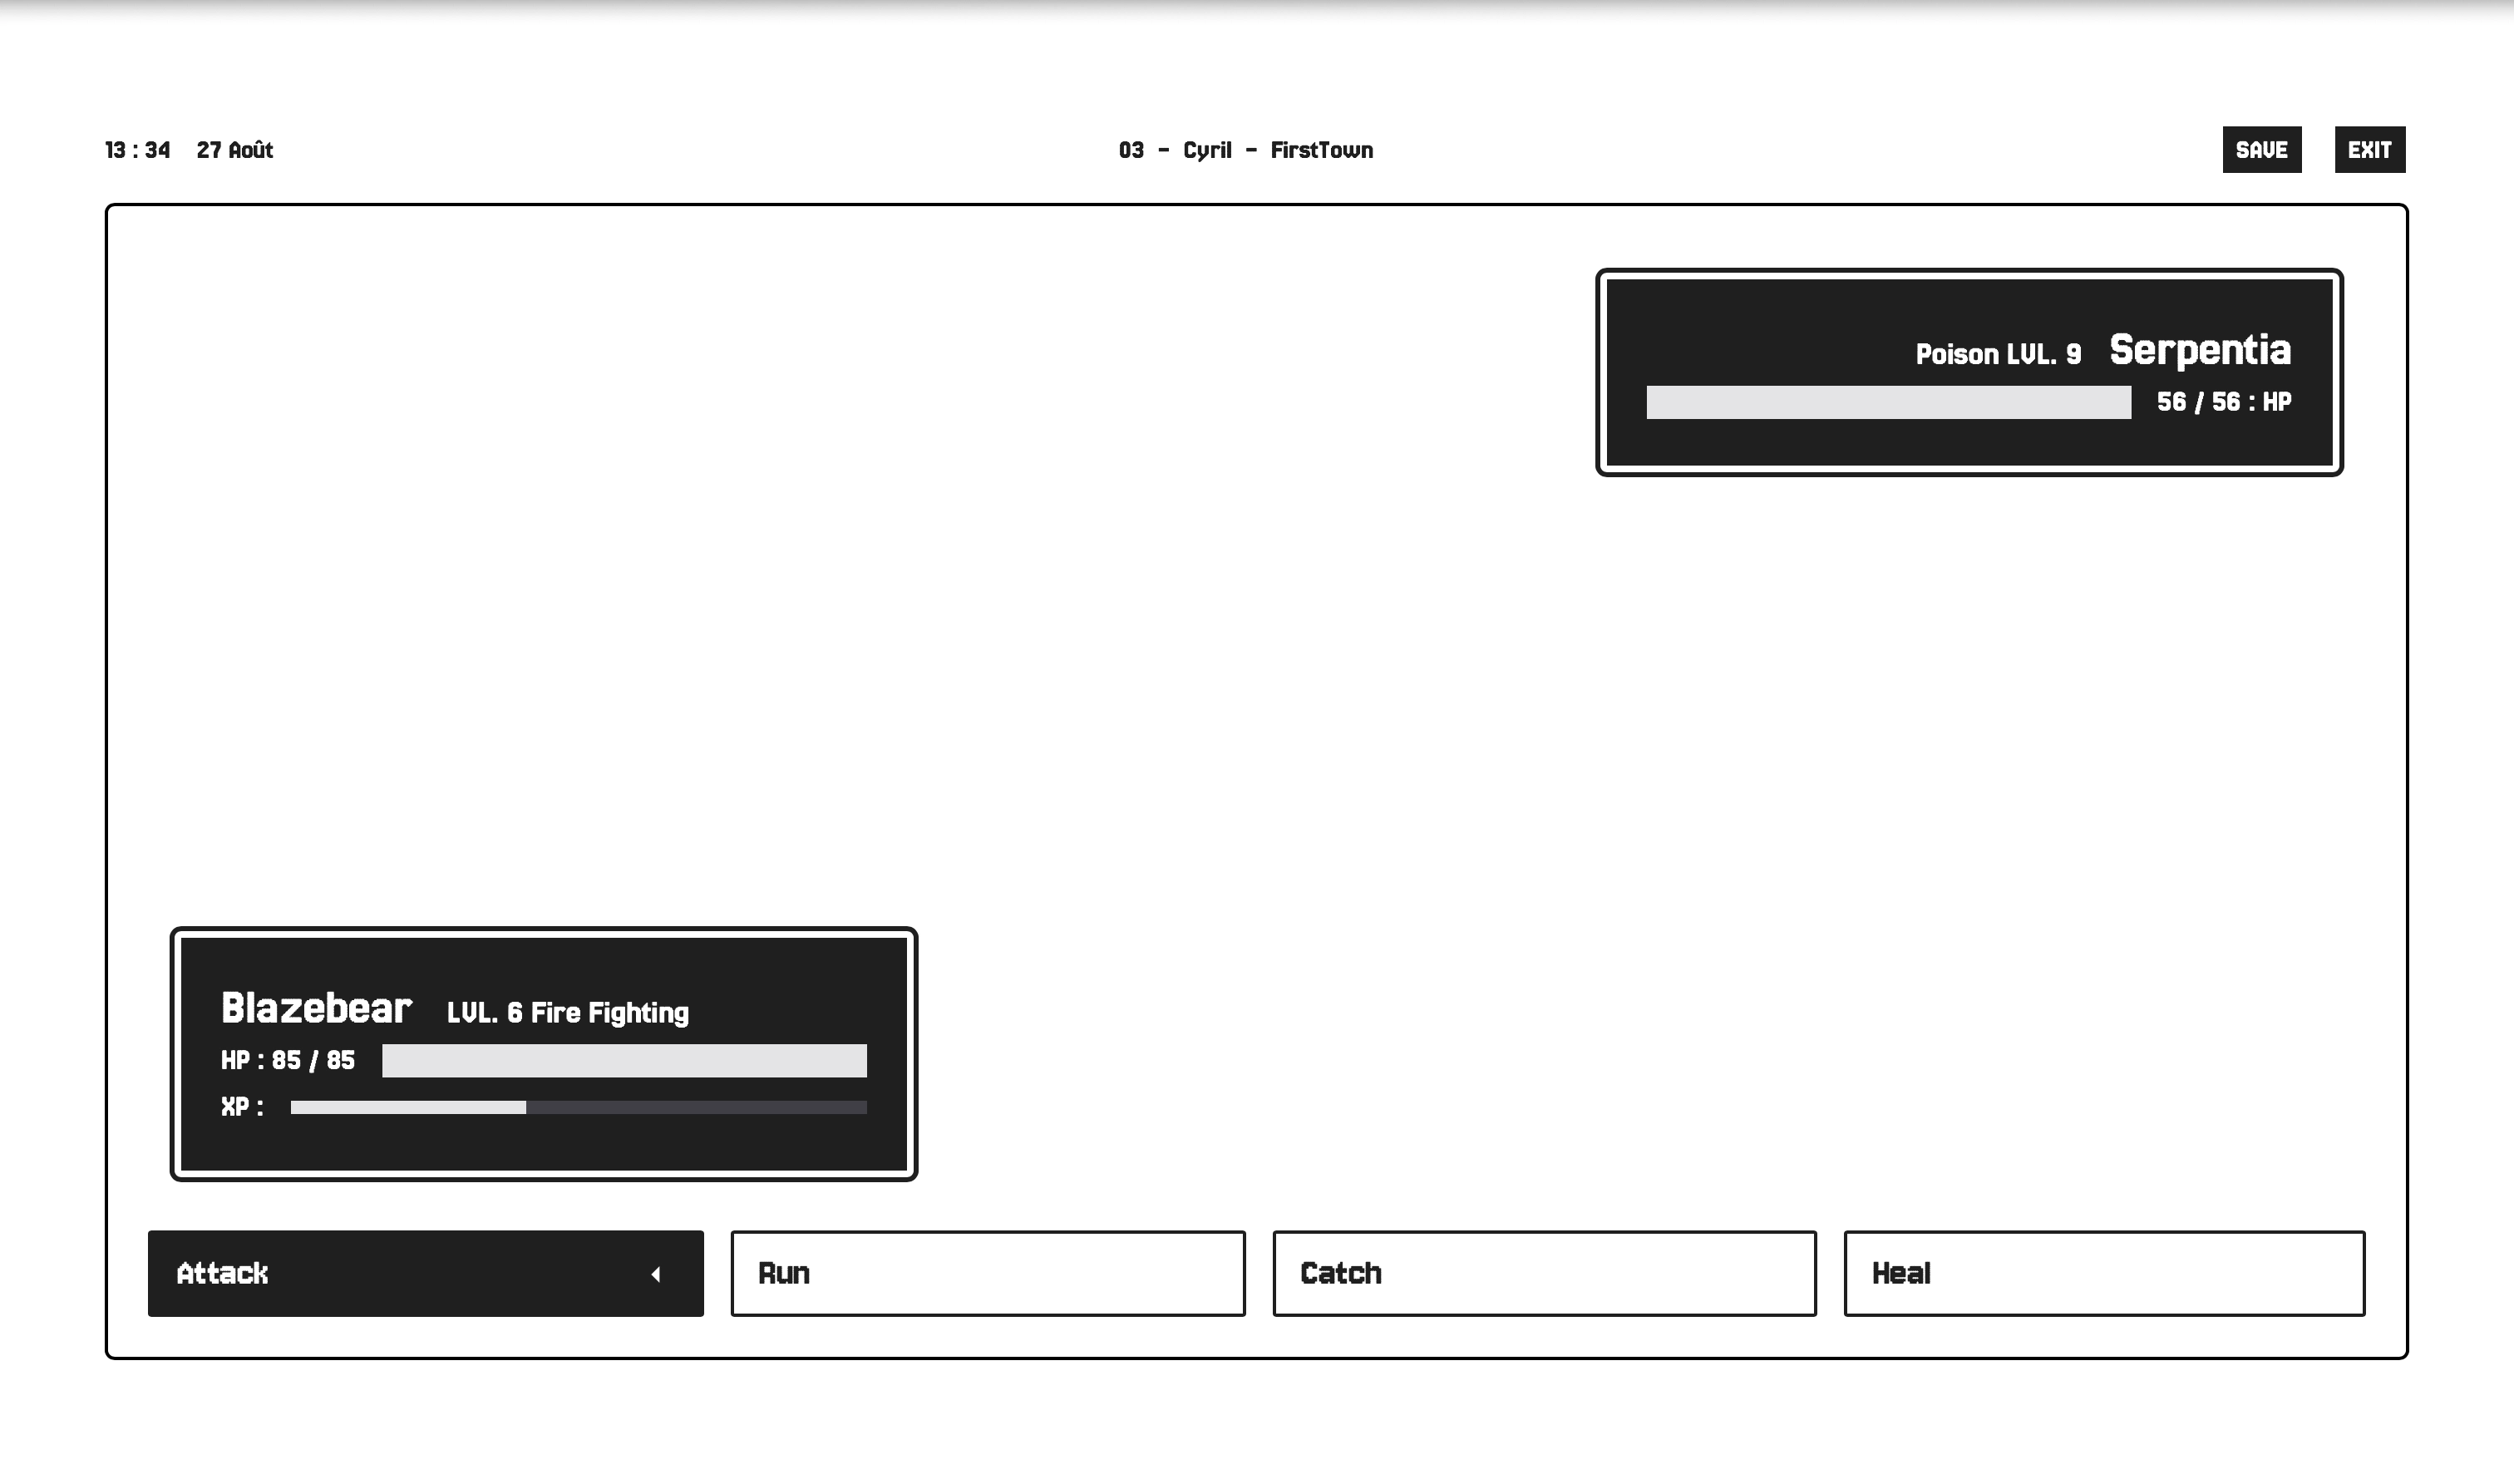 13 : 34 27 Août 03 - Cyril - FirstTown SAVE EXIT
Poison LVL. 9 Serpentia
56 / 56 : HP
Blazebear LVL. 6 Fire Fighting
HP : 85 / 85
XP :
Attack Run Catch Heal